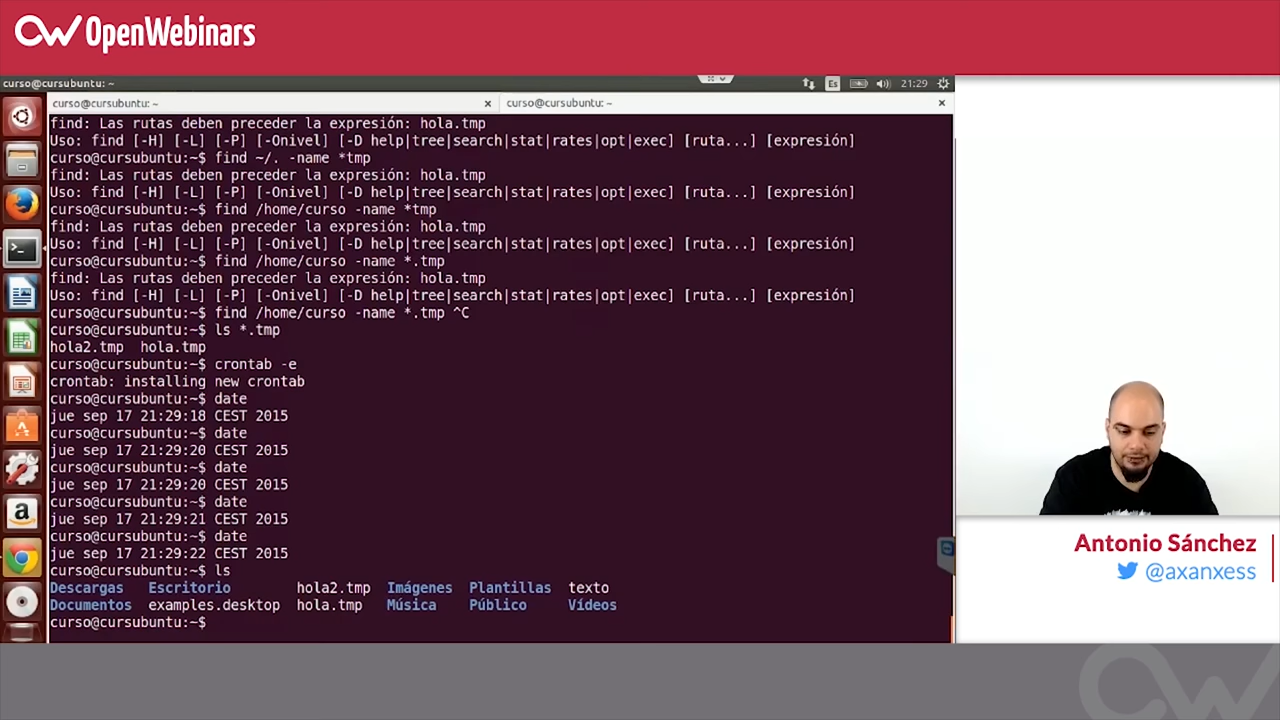 OpenWebinars
curso@cursubuntu: ~
Es
21:29
curso@cursubuntu: ~ x
curso@cursubuntu: ~ x
find: Las rutas deben preceder la expresión: hola.tmp
Uso: find [-H] [-L] [-P] [-Onivel] [-D help|tree|search|stat|rates|opt|exec] [ruta...] [expresión]
curso@cursubuntu:~$ find ~/. -name *tmp
find: Las rutas deben preceder la expresión: hola.tmp
Uso: find [-H] [-L] [-P] [-Onivel] [-D help|tree|search|stat|rates|opt|exec] [ruta...] [expresión]
curso@cursubuntu:~$ find /home/curso -name *tmp
find: Las rutas deben preceder la expresión: hola.tmp
Uso: find [-H] [-L] [-P] [-Onivel] [-D help|tree|search|stat|rates|opt|exec] [ruta...] [expresión]
curso@cursubuntu:~$ find /home/curso -name *.tmp
find: Las rutas deben preceder la expresión: hola.tmp
Uso: find [-H] [-L] [-P] [-Onivel] [-D help|tree|search|stat|rates|opt|exec] [ruta...] [expresión]
curso@cursubuntu:~$ find /home/curso -name *.tmp ^C
curso@cursubuntu:~$ ls *.tmp
hola2.tmp hola.tmp
curso@cursubuntu:~$ crontab -e
crontab: installing new crontab
curso@cursubuntu:~$ date
jue sep 17 21:29:18 CEST 2015
curso@cursubuntu:~$ date
jue sep 17 21:29:20 CEST 2015
curso@cursubuntu:~$ date
jue sep 17 21:29:20 CEST 2015
curso@cursubuntu:~$ date
jue sep 17 21:29:21 CEST 2015
curso@cursubuntu:~$ date
jue sep 17 21:29:22 CEST 2015
curso@cursubuntu:~$ ls
Descargas Escritorio hola2.tmp Imágenes Plantillas texto
Documentos examples.desktop hola.tmp Música Público Vídeos
curso@cursubuntu:~$
Antonio Sánchez
@axanxess